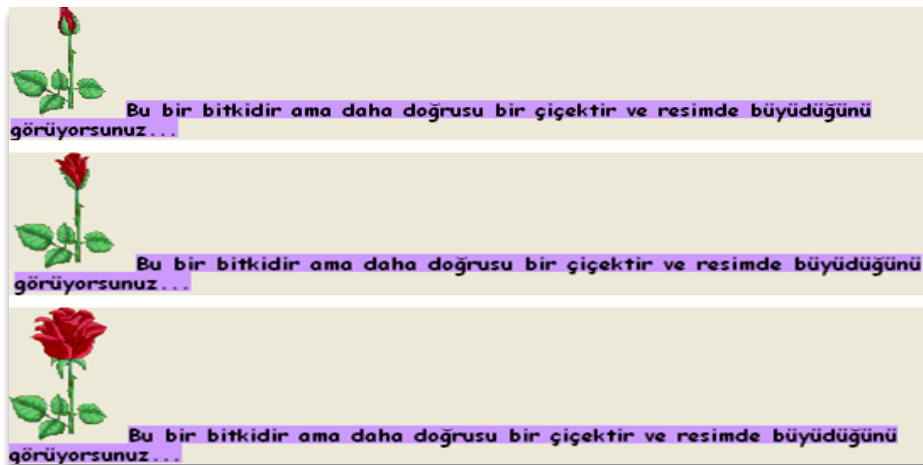 Bu bir bitkidir ama daha doğrusu bir çiçektir ve resimde büyüdüğünü
görüyorsunuz...
Bu bir bitkidir ama daha doğrusu bir çiçektir ve resimde büyüdüğünü
görüyorsunuz...
Bu bir bitkidir ama daha doğrusu bir çiçektir ve resimde büyüdüğünü
görüyorsunuz...